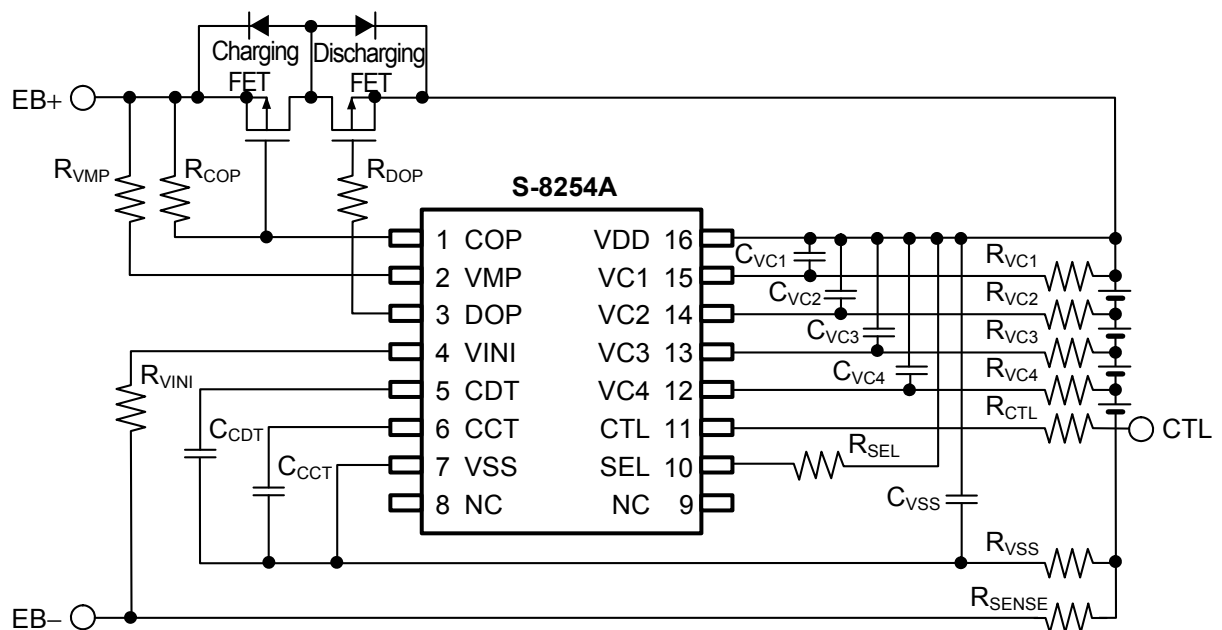 Charging Discharging
FET FET
EB+
RVMP RCOP RDOP
S-8254A
1 COP VDD 16
2 VMP VC1 15
3 DOP VC2 14
4 VINI VC3 13
5 CDT VC4 12
6 CCT CTL 11
7 VSS SEL 10
8 NC NC 9
CVC1
CVC2
CVC3
CVC4
RVC1
RVC2
RVC3
RVC4
RCTL
CTL
RSEL
RVINI
CCDT
CCCT
CVSS
RVSS
RSENSE
EB−